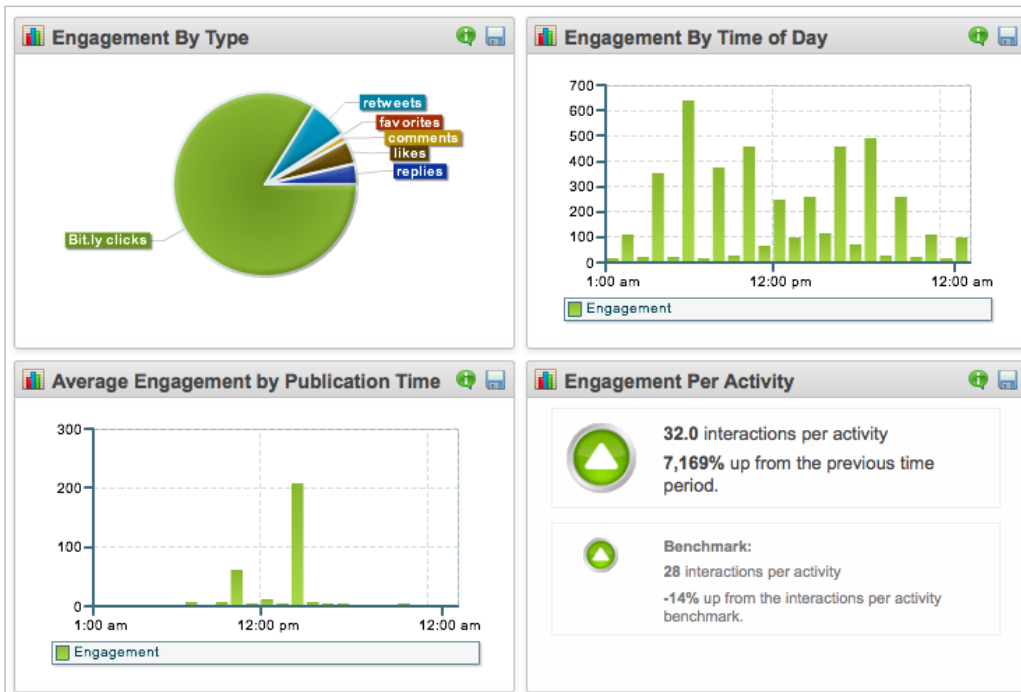 Engagement By Type
retweets
favorites
comments
likes
replies
Bit.ly clicks
Engagement By Time of Day
700
600
500
400
300
200
100
0
1:00 am 12:00 pm 12:00 am
Engagement
Average Engagement by Publication Time
300
200
100
0
1:00 am 12:00 pm 12:00 am
Engagement
Engagement Per Activity
32.0 interactions per activity
7,169% up from the previous time
period.
Benchmark:
28 interactions per activity
-14% up from the interactions per activity
benchmark.